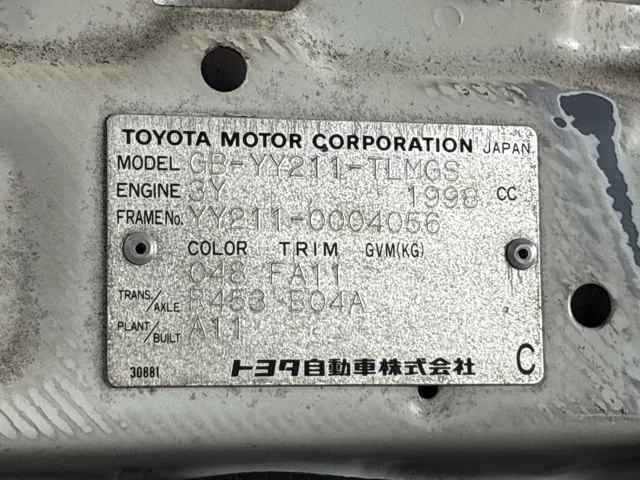 TOYOTA MOTOR CORPORATION JAPAN
MODEL GB-YY211-TLMGS
ENGINE 3Y 1998 CC
FRAME No. YY211-0004056
COLOR TRIM GVM(KG)
048 FA11
TRANS./AXLE R453 B04A
PLANT/BUILT A11
30881 トヨタ自動車株式会社 C